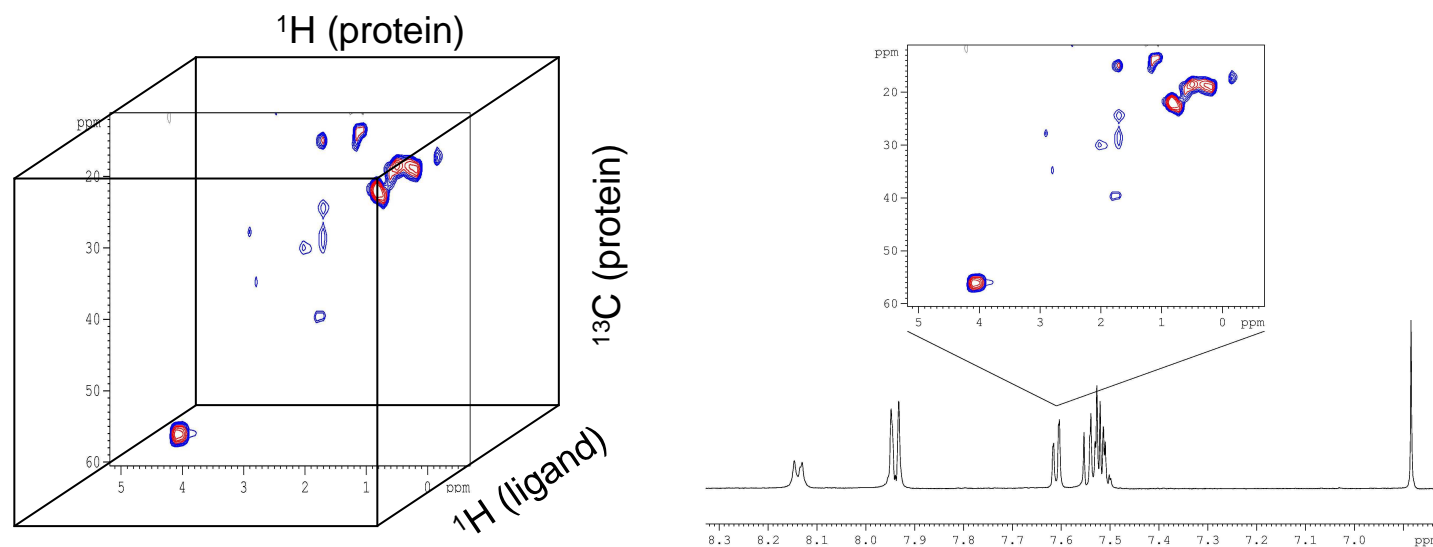 ¹H (protein)
ppm
20
30
40
50
60
5 4 3 2 1 0 ppm
¹³C (protein)
¹H (ligand)
ppm
20
30
40
50
60
5 4 3 2 1 0 ppm
8.3 8.2 8.1 8.0 7.9 7.8 7.7 7.6 7.5 7.4 7.3 7.2 7.1 7.0 ppm